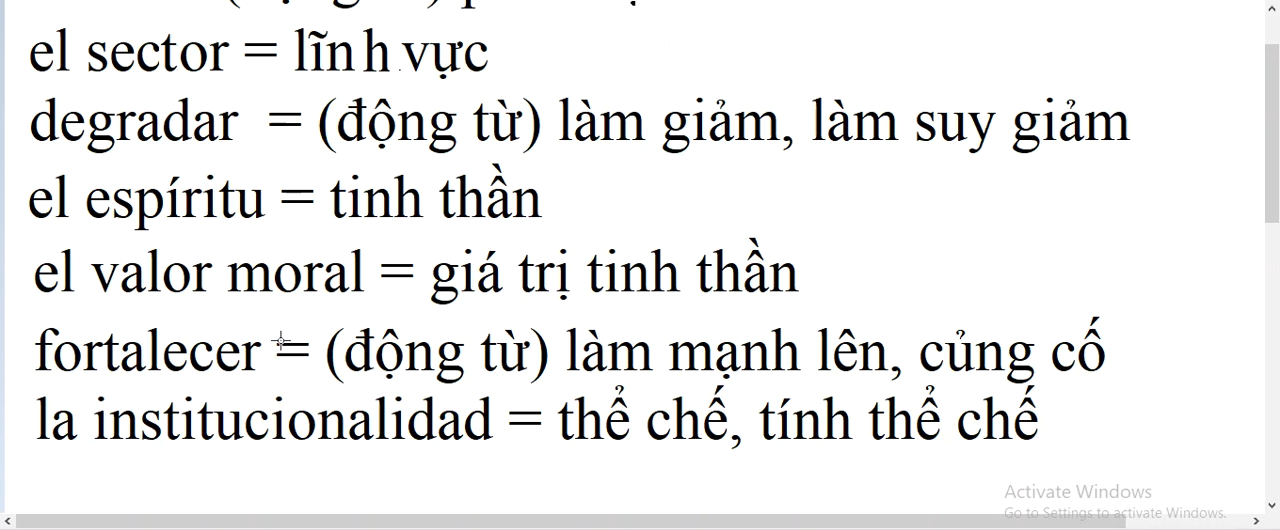 el sector = lĩnh vực
degradar = (động từ) làm giảm, làm suy giảm
el espíritu = tinh thần
el valor moral = giá trị tinh thần
fortalecer = (động từ) làm mạnh lên, củng cố
la institucionalidad = thể chế, tính thể chế
Activate Windows
Go to Settings to activate Windows.